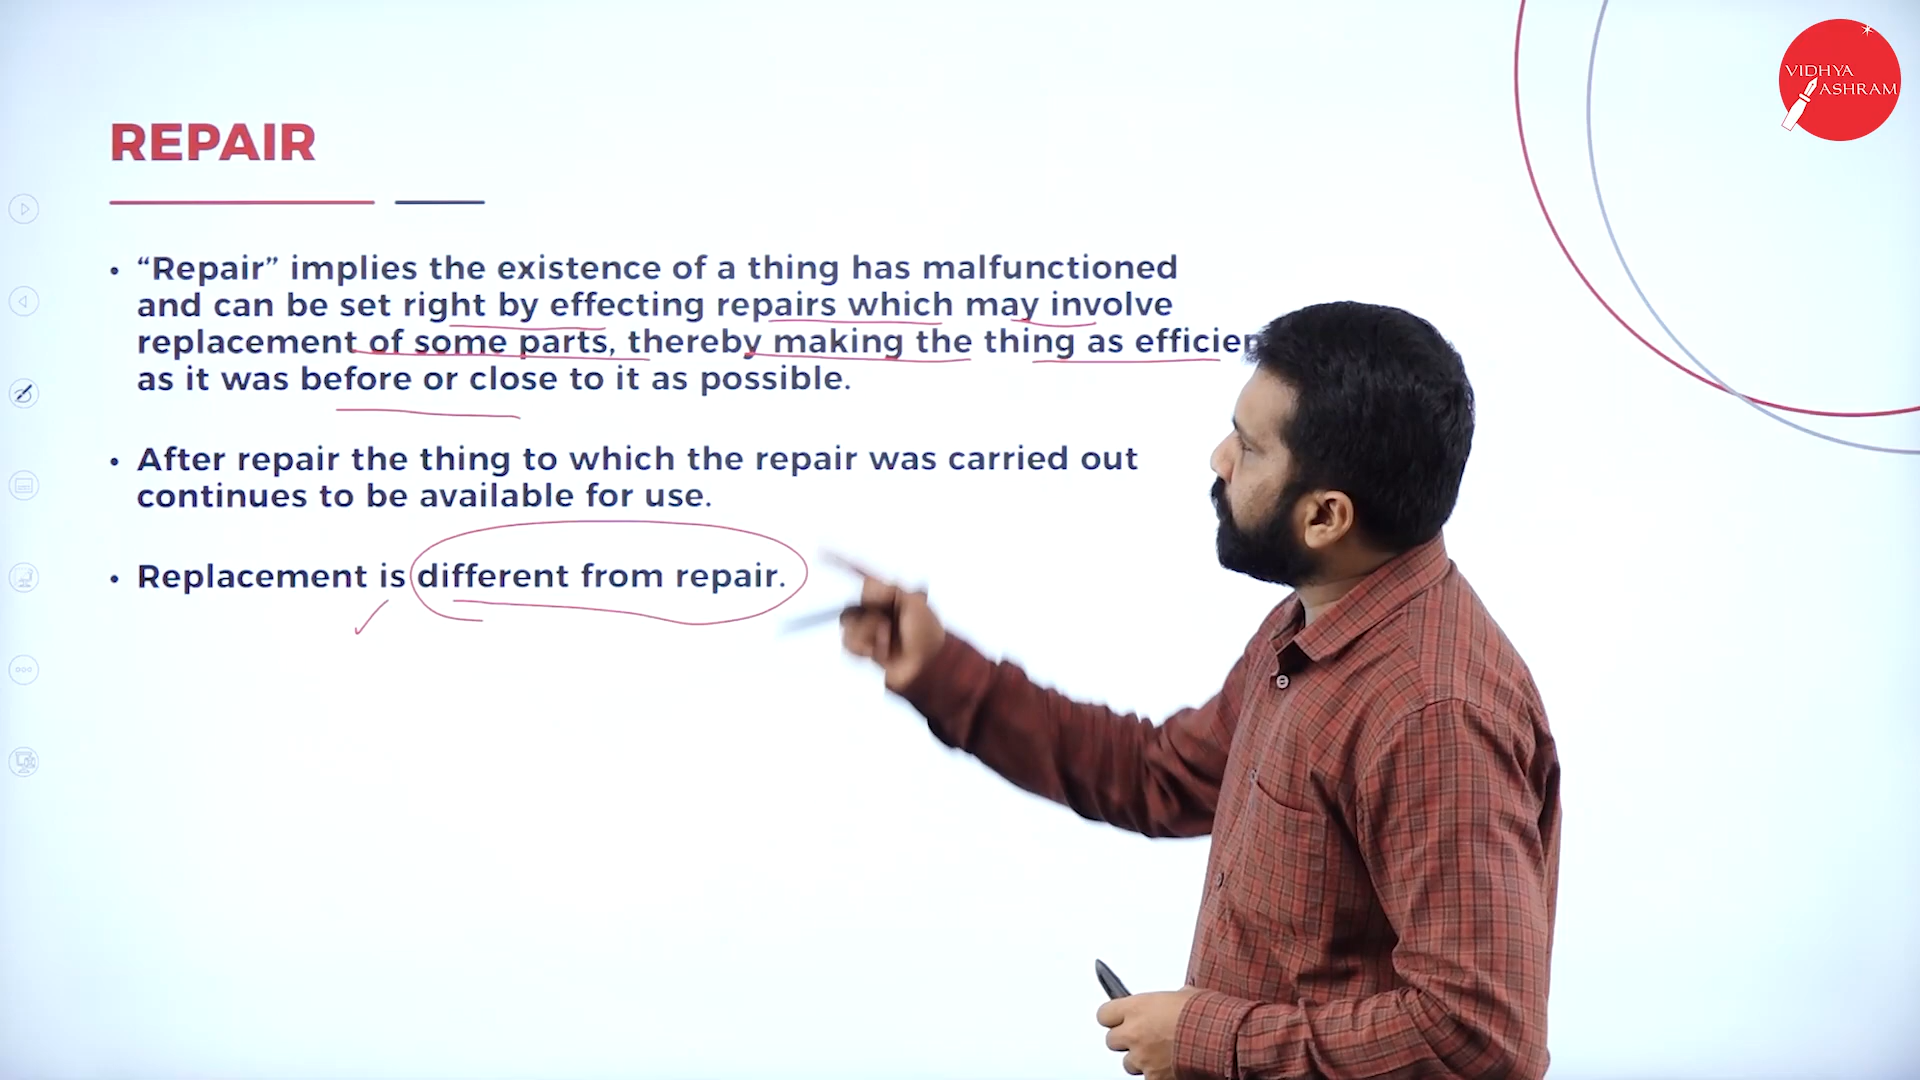 VIDHYA
ASHRAM
REPAIR
• “Repair” implies the existence of a thing has malfunctioned
and can be set right by effecting repairs which may involve
replacement of some parts, thereby making the thing as
as it was before or close to it as possible.
• After repair the thing to which the repair was carried out
continues to be available for use.
• Replacement is different from repair.